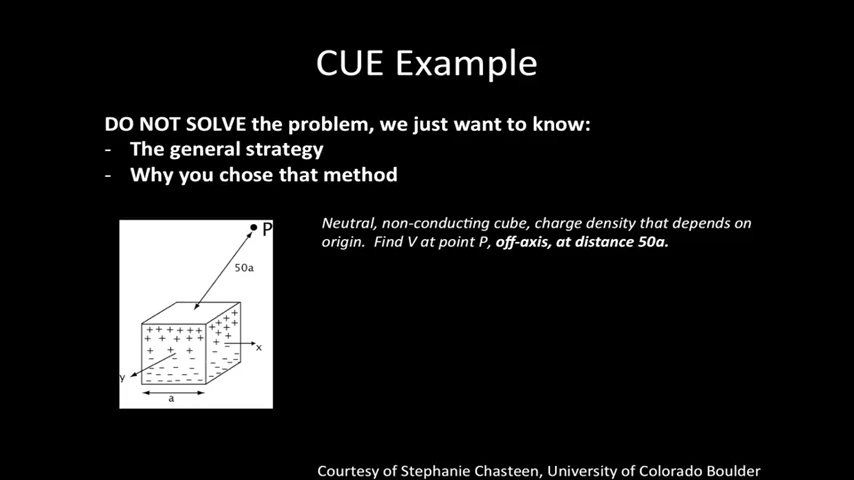 CUE Example
DO NOT SOLVE the problem, we just want to know:
- The general strategy
- Why you chose that method
Neutral, non-conducting cube, charge density that depends on
origin. Find V at point P, off-axis, at distance 50a.
P
50a
x
y
a
Courtesy of Stephanie Chasteen, University of Colorado Boulder